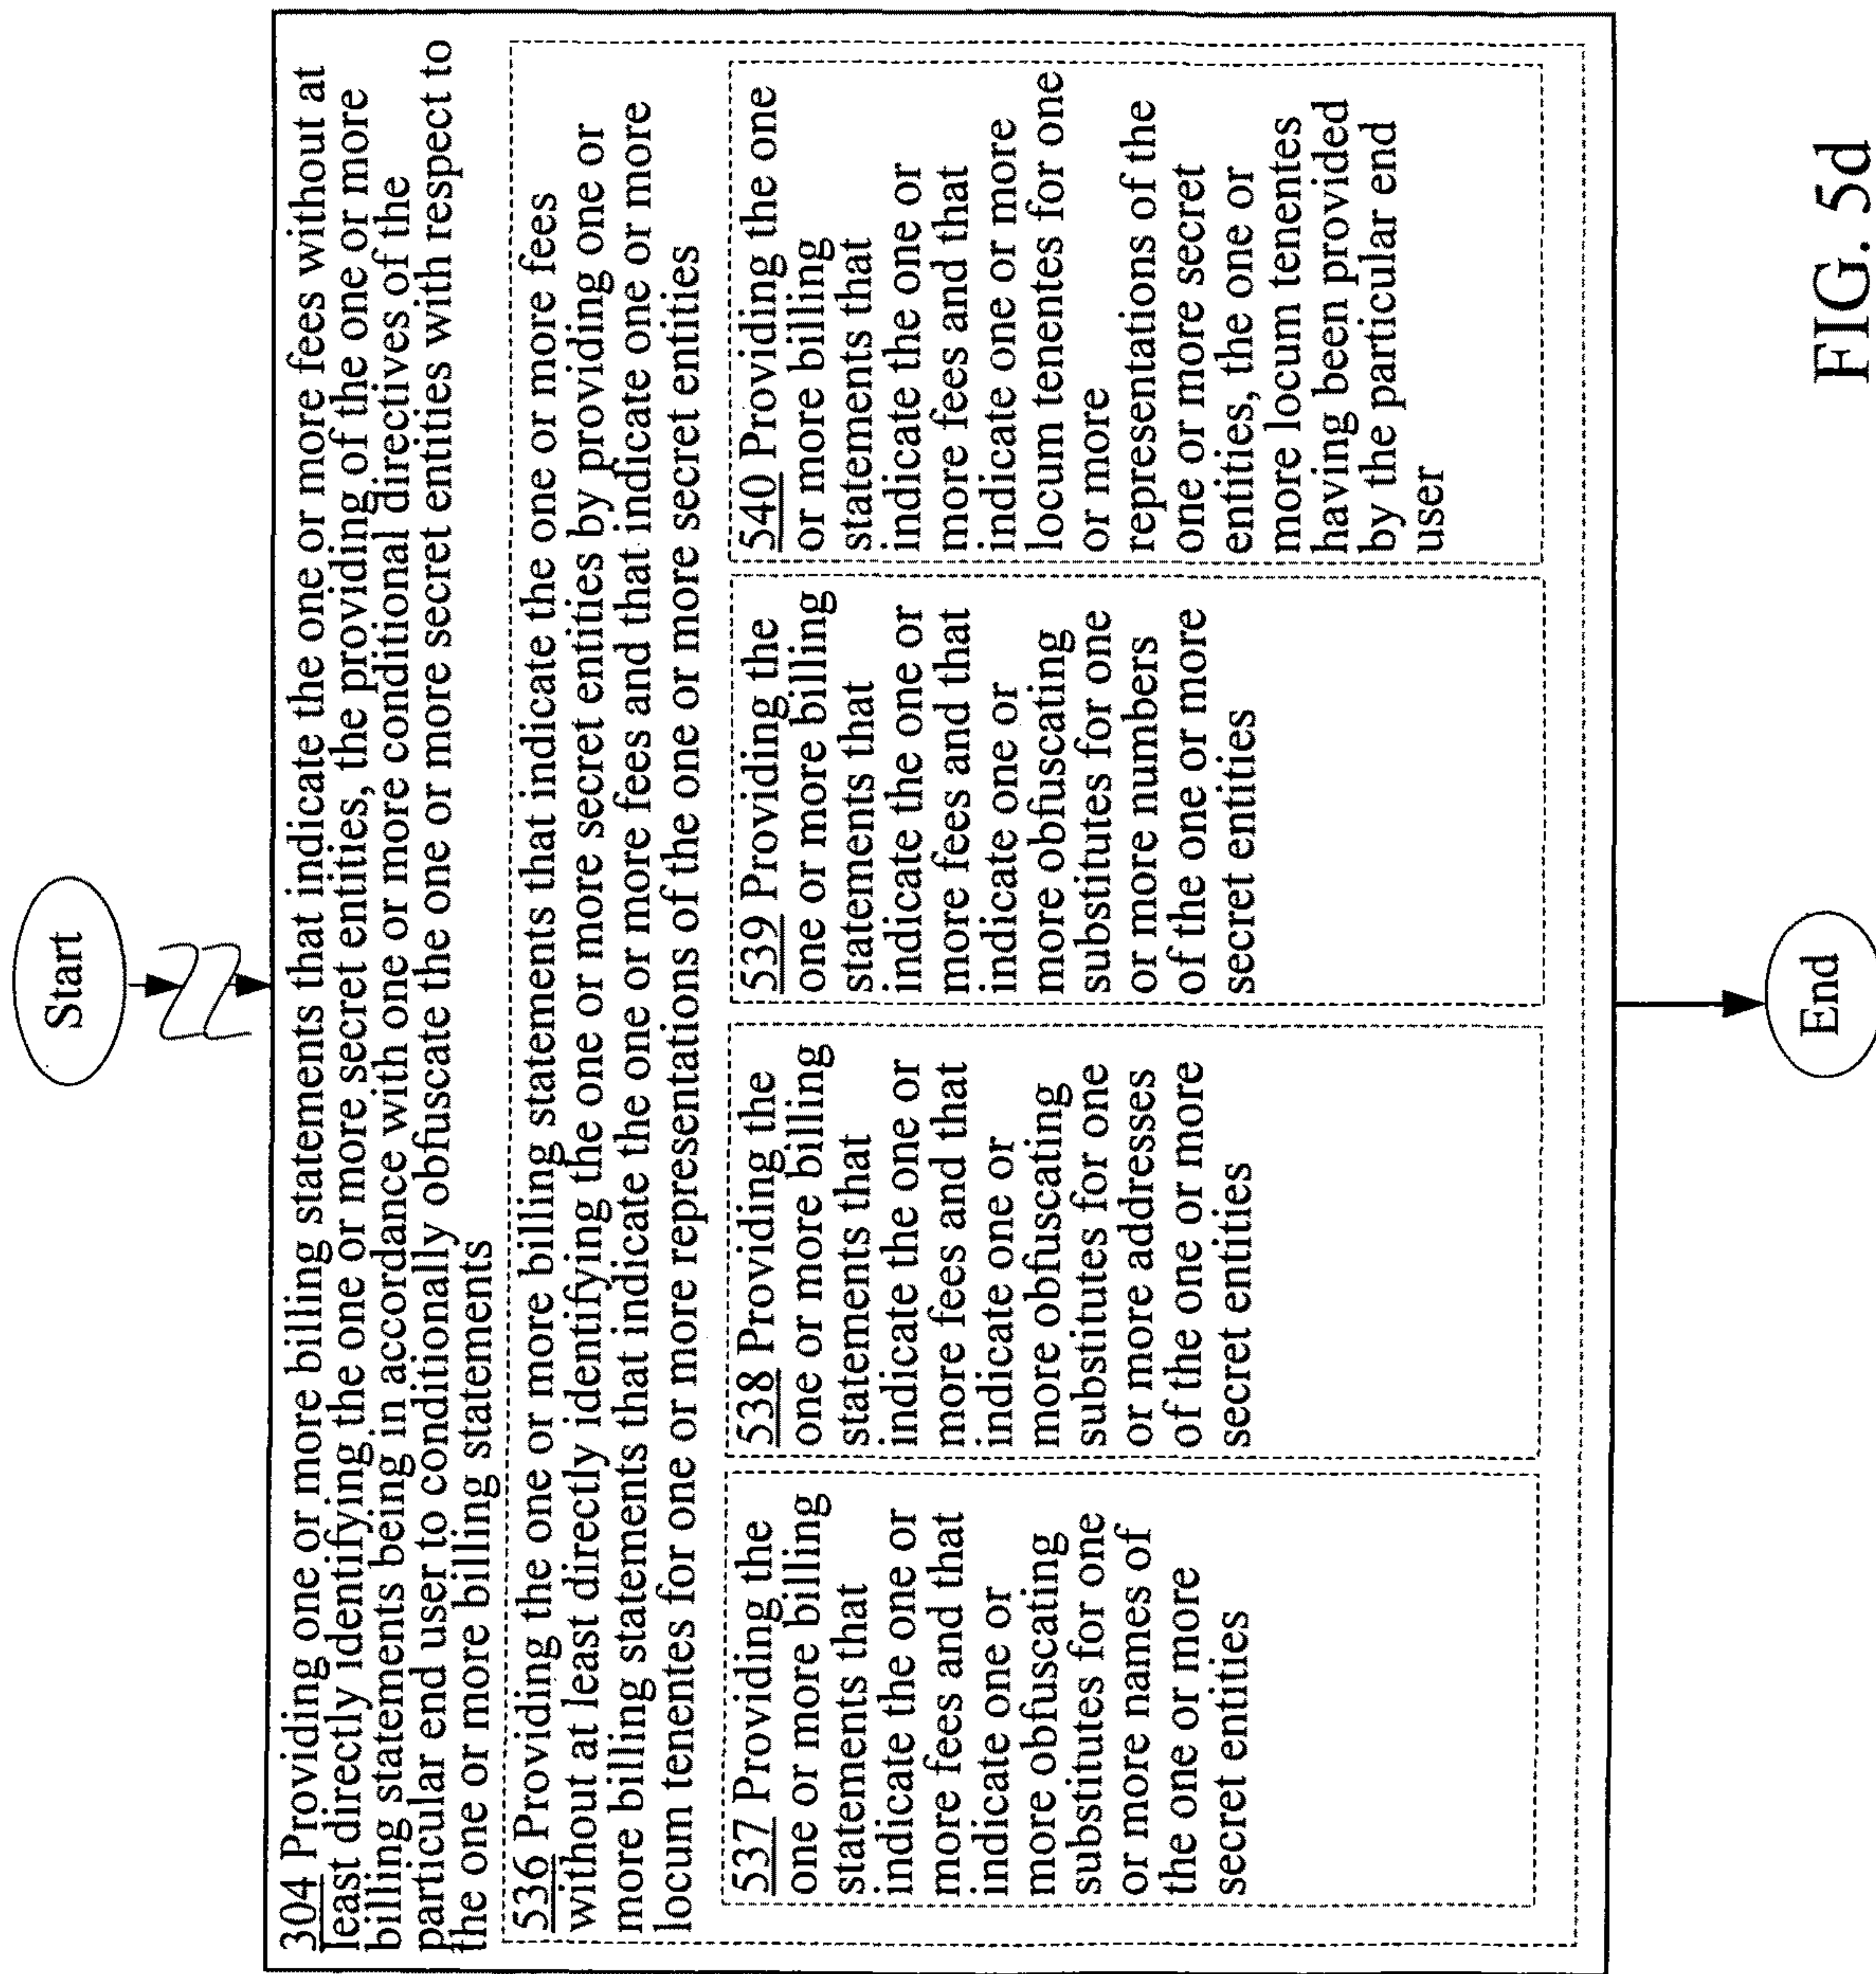 Start
304 Providing one or more billing statements that indicate the one or more fees without at
least directly identifying the one or more secret entities, the providing of the one or more
billing statements being in accordance with one or more conditional directives of the
particular end user to conditionally obfuscate the one or more secret entities with respect to
the one or more billing statements
536 Providing the one or more billing statements that indicate the one or more fees
without at least directly identifying the one or more secret entities by providing one or
more billing statements that indicate the one or more fees and that indicate one or more
locum tenentes for one or more representations of the one or more secret entities
537 Providing the
one or more billing
statements that
indicate the one or
more fees and that
indicate one or
more obfuscating
substitutes for one
or more names of
the one or more
secret entities
538 Providing the
one or more billing
statements that
indicate the one or
more fees and that
indicate one or
more obfuscating
substitutes for one
or more addresses
of the one or more
secret entities
539 Providing the
one or more billing
statements that
indicate the one or
more fees and that
indicate one or
more obfuscating
substitutes for one
or more numbers
of the one or more
secret entities
540 Providing the one
or more billing
statements that
indicate the one or
more fees and that
indicate one or more
locum tenentes for one
or more
representations of the
one or more secret
entities, the one or
more locum tenentes
having been provided
by the particular end
user
End
FIG. 5d